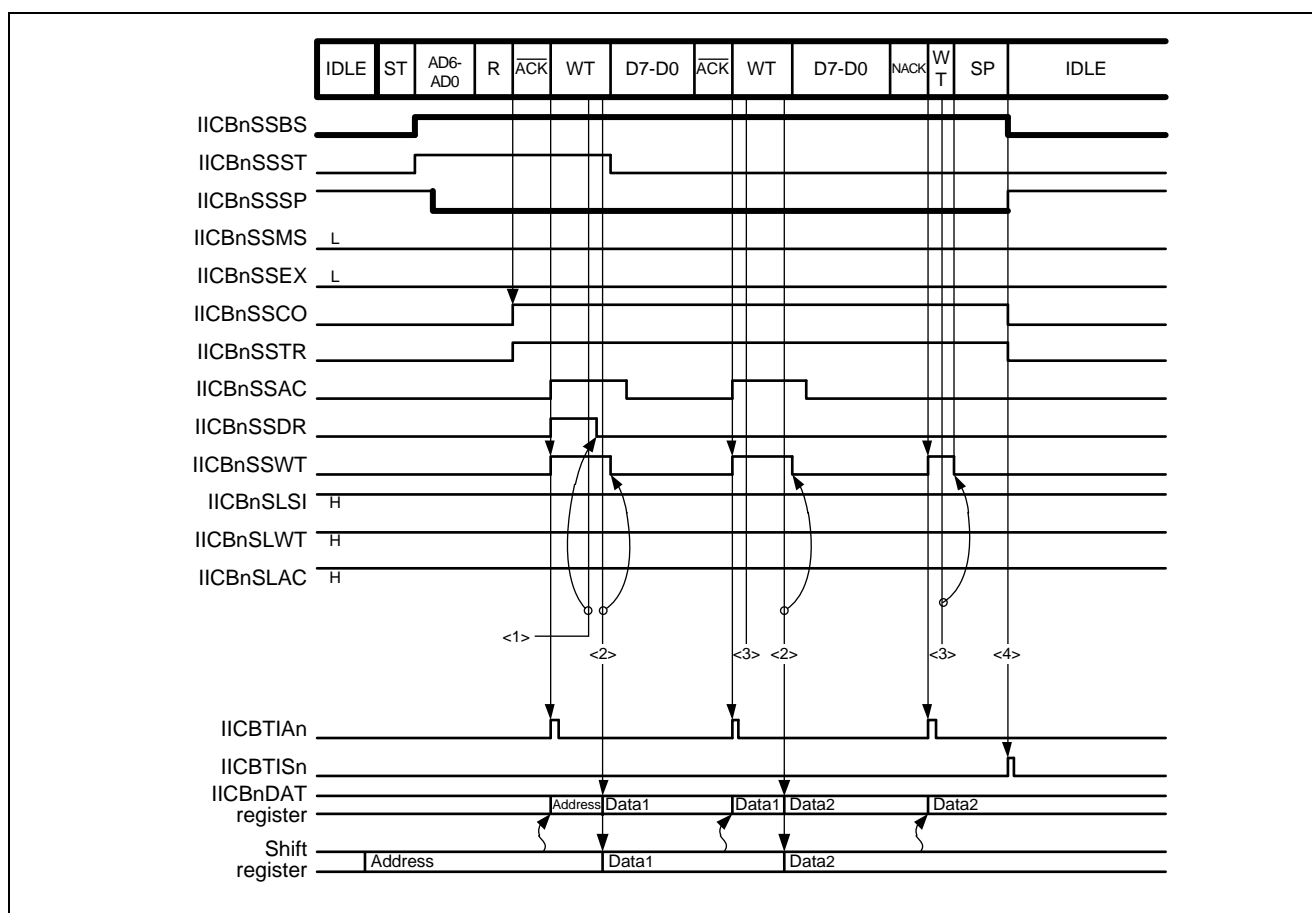 IDLE ST AD6-AD0 R ACK WT D7-D0 ACK WT D7-D0 NACK WT SP IDLE
IICBnSSBS
IICBnSSST
IICBnSSSP
IICBnSSMS L
IICBnSSEX L
IICBnSSCO
IICBnSSTR
IICBnSSAC
IICBnSSDR
IICBnSSWT
IICBnSLSI H
IICBnSLWT H
IICBnSLAC H
<1>
<2> <3> <2> <3> <4>
IICBTIAn
IICBTISn
IICBnDAT register Address Data1 Data1 Data2 Data2
Shift register Address Data1 Data2